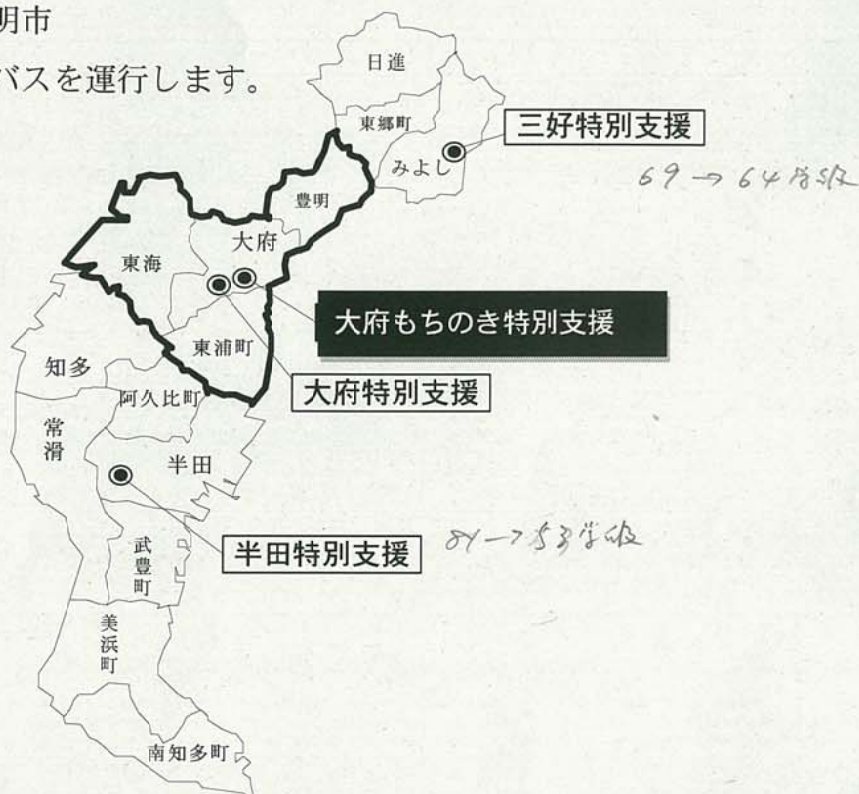 明市
バスを運行します。
日進
東郷町
みよし
三好特別支援
69→64学級
豊明
大府
東海
大府もちのき特別支援
東浦町
知多
大府特別支援
阿久比町
常滑
半田
半田特別支援
81→53学級
武豊町
美浜町
南知多町